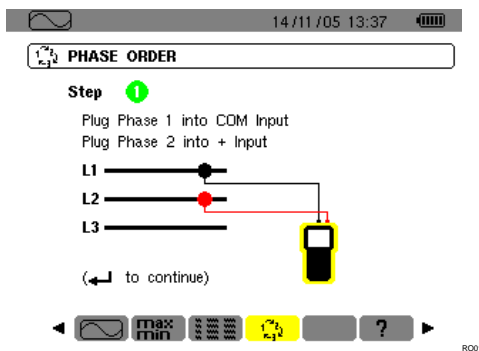 14/11/05 13:37
PHASE ORDER
Step 1
Plug Phase 1 into COM Input
Plug Phase 2 into + Input
L1
L2
L3
(↵ to continue)
max
min
?